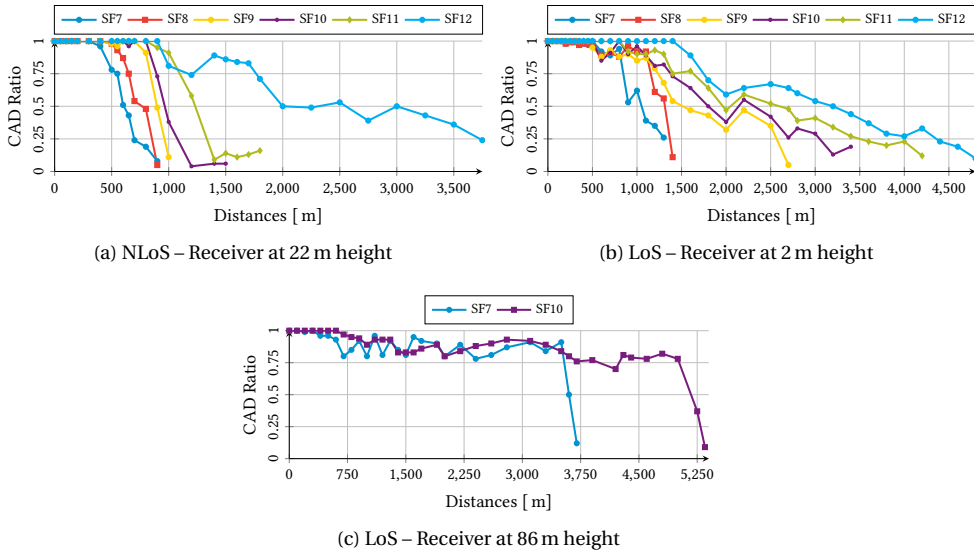 SF7 SF8 SF9 SF10 SF11 SF12
1
0.75
0.5
0.25
0
CAD Ratio
0 500 1,000 1,500 2,000 2,500 3,000 3,500
Distances [ m]
(a) NLoS – Receiver at 22 m height
SF7 SF8 SF9 SF10 SF11 SF12
1
0.75
0.5
0.25
0
CAD Ratio
0 500 1,000 1,500 2,000 2,500 3,000 3,500 4,000 4,500
Distances [ m]
(b) LoS – Receiver at 2 m height
SF7 SF10
1
0.75
0.5
0.25
0
CAD Ratio
0 750 1,500 2,250 3,000 3,750 4,500 5,250
Distances [ m]
(c) LoS – Receiver at 86 m height